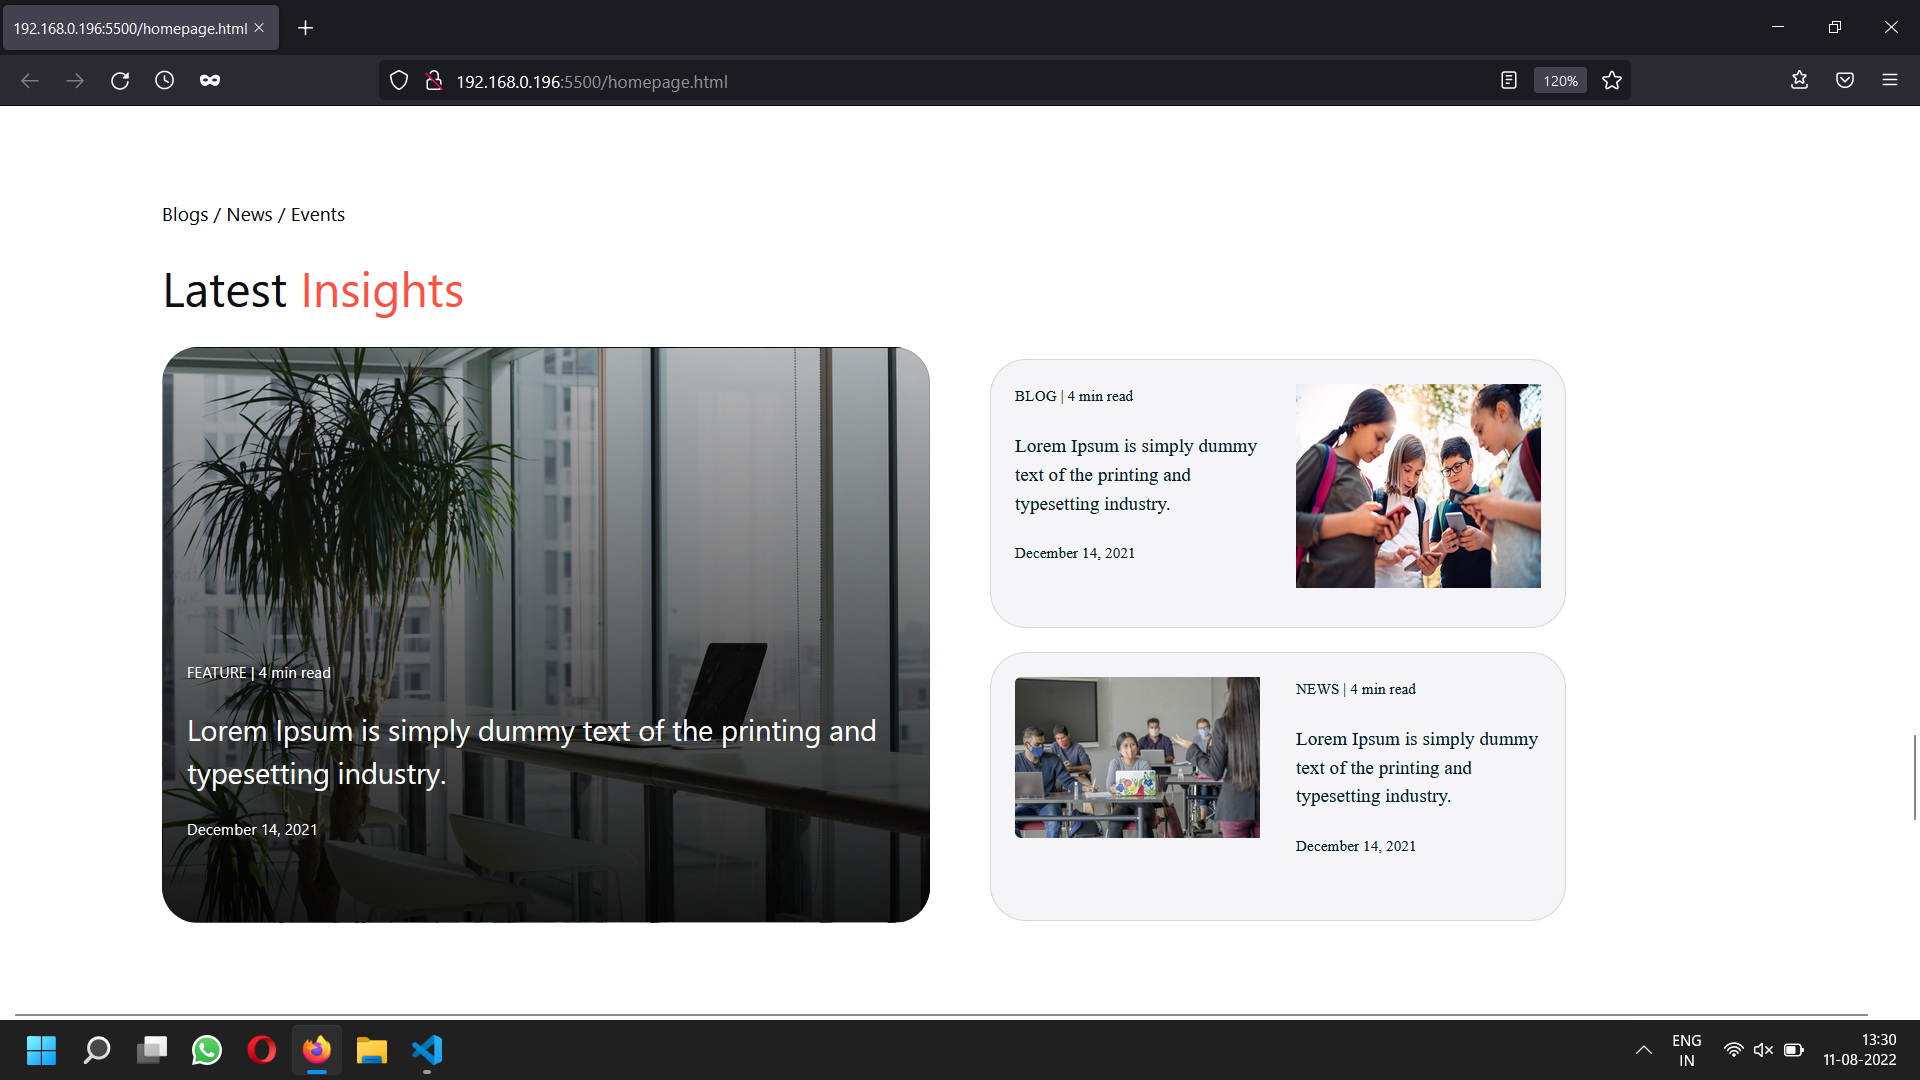 192.168.0.196:5500/homepage.html
192.168.0.196:5500/homepage.html
120%
Blogs / News / Events
Latest Insights
FEATURE | 4 min read
Lorem Ipsum is simply dummy text of the printing and
typesetting industry.
December 14, 2021
BLOG | 4 min read
Lorem Ipsum is simply dummy
text of the printing and
typesetting industry.
December 14, 2021
NEWS | 4 min read
Lorem Ipsum is simply dummy
text of the printing and
typesetting industry.
December 14, 2021
ENG
IN
13:30
11-08-2022